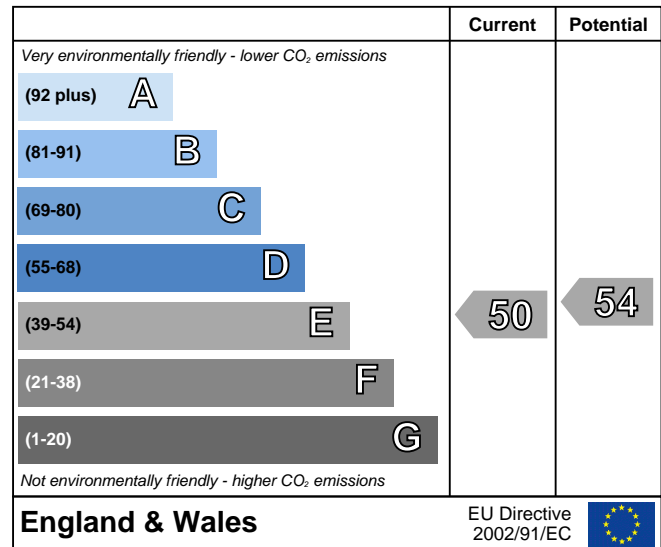 Current Potential
Very environmentally friendly - lower CO₂ emissions
(92 plus) A
(81-91) B
(69-80) C
(55-68) D
(39-54) E 50 54
(21-38) F
(1-20) G
Not environmentally friendly - higher CO₂ emissions
England & Wales
EU Directive
2002/91/EC